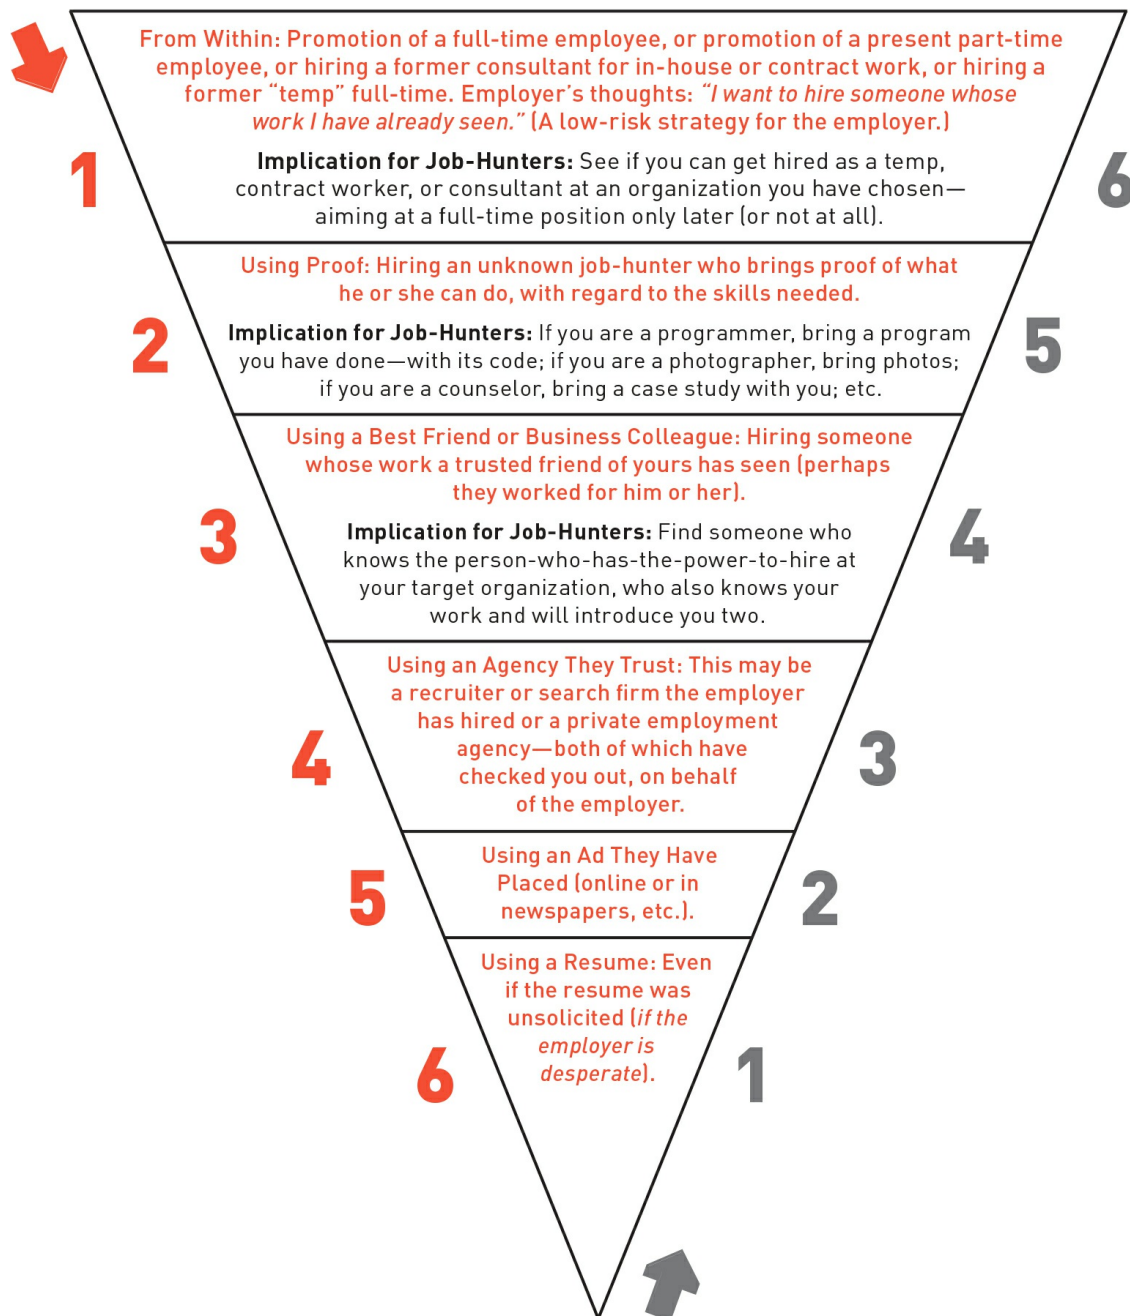 From Within: Promotion of a full-time employee, or promotion of a present part-time
employee, or hiring a former consultant for in-house or contract work, or hiring a
former “temp” full-time. Employer’s thoughts: “I want to hire someone whose
work I have already seen.” (A low-risk strategy for the employer.)
1
Implication for Job-Hunters: See if you can get hired as a temp,
contract worker, or consultant at an organization you have chosen—
aiming at a full-time position only later (or not at all).
6
Using Proof: Hiring an unknown job-hunter who brings proof of what
he or she can do, with regard to the skills needed.
2
Implication for Job-Hunters: If you are a programmer, bring a program
you have done—with its code; if you are a photographer, bring photos;
if you are a counselor, bring a case study with you; etc.
5
Using a Best Friend or Business Colleague: Hiring someone
whose work a trusted friend of yours has seen (perhaps
they worked for him or her).
3
Implication for Job-Hunters: Find someone who
knows the person-who-has-the-power-to-hire at
your target organization, who also knows your
work and will introduce you two.
4
Using an Agency They Trust: This may be
a recruiter or search firm the employer
has hired or a private employment
agency—both of which have
checked you out, on behalf
of the employer.
4
3
Using an Ad They Have
Placed (online or in
newspapers, etc.).
5
2
Using a Resume: Even
if the resume was
unsolicited (if the
employer is
desperate).
6
1